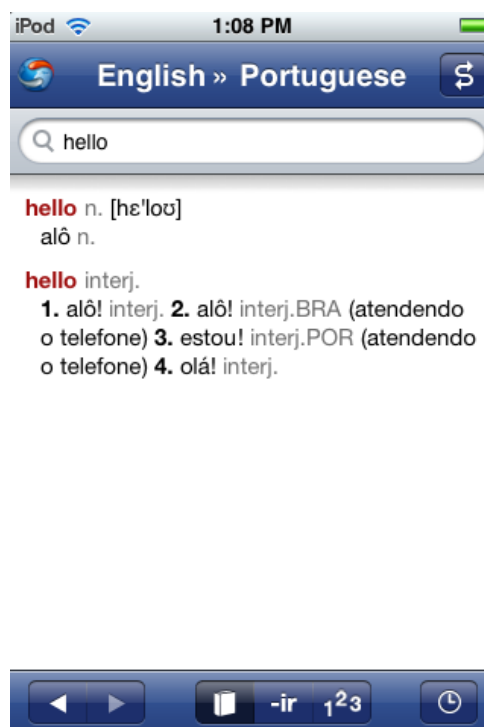 iPod 1:08 PM
English » Portuguese
hello
hello n. [hɛ'loʊ]
alô n.
hello interj.
1. alô! interj. 2. alô! interj.BRA (atendendo
o telefone) 3. estou! interj.POR (atendendo
o telefone) 4. olá! interj.
-ir 1²3